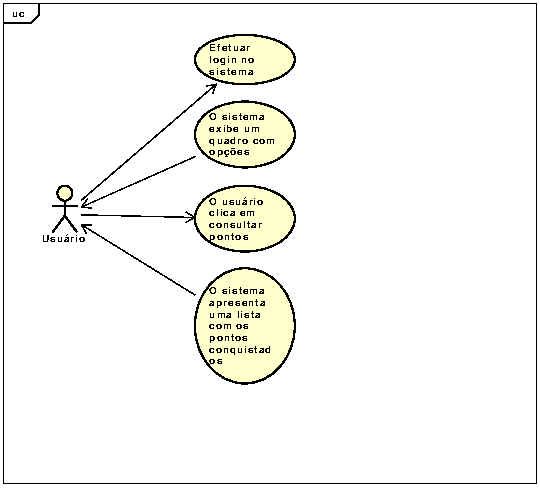 uc
Efetuar
login no
sistema
O sistema
exibe um
quadro com
opções
O usuário
clica em
consultar
pontos
Usuário
O sistema
apresenta
uma lista
com os
pontos
conquistad
os